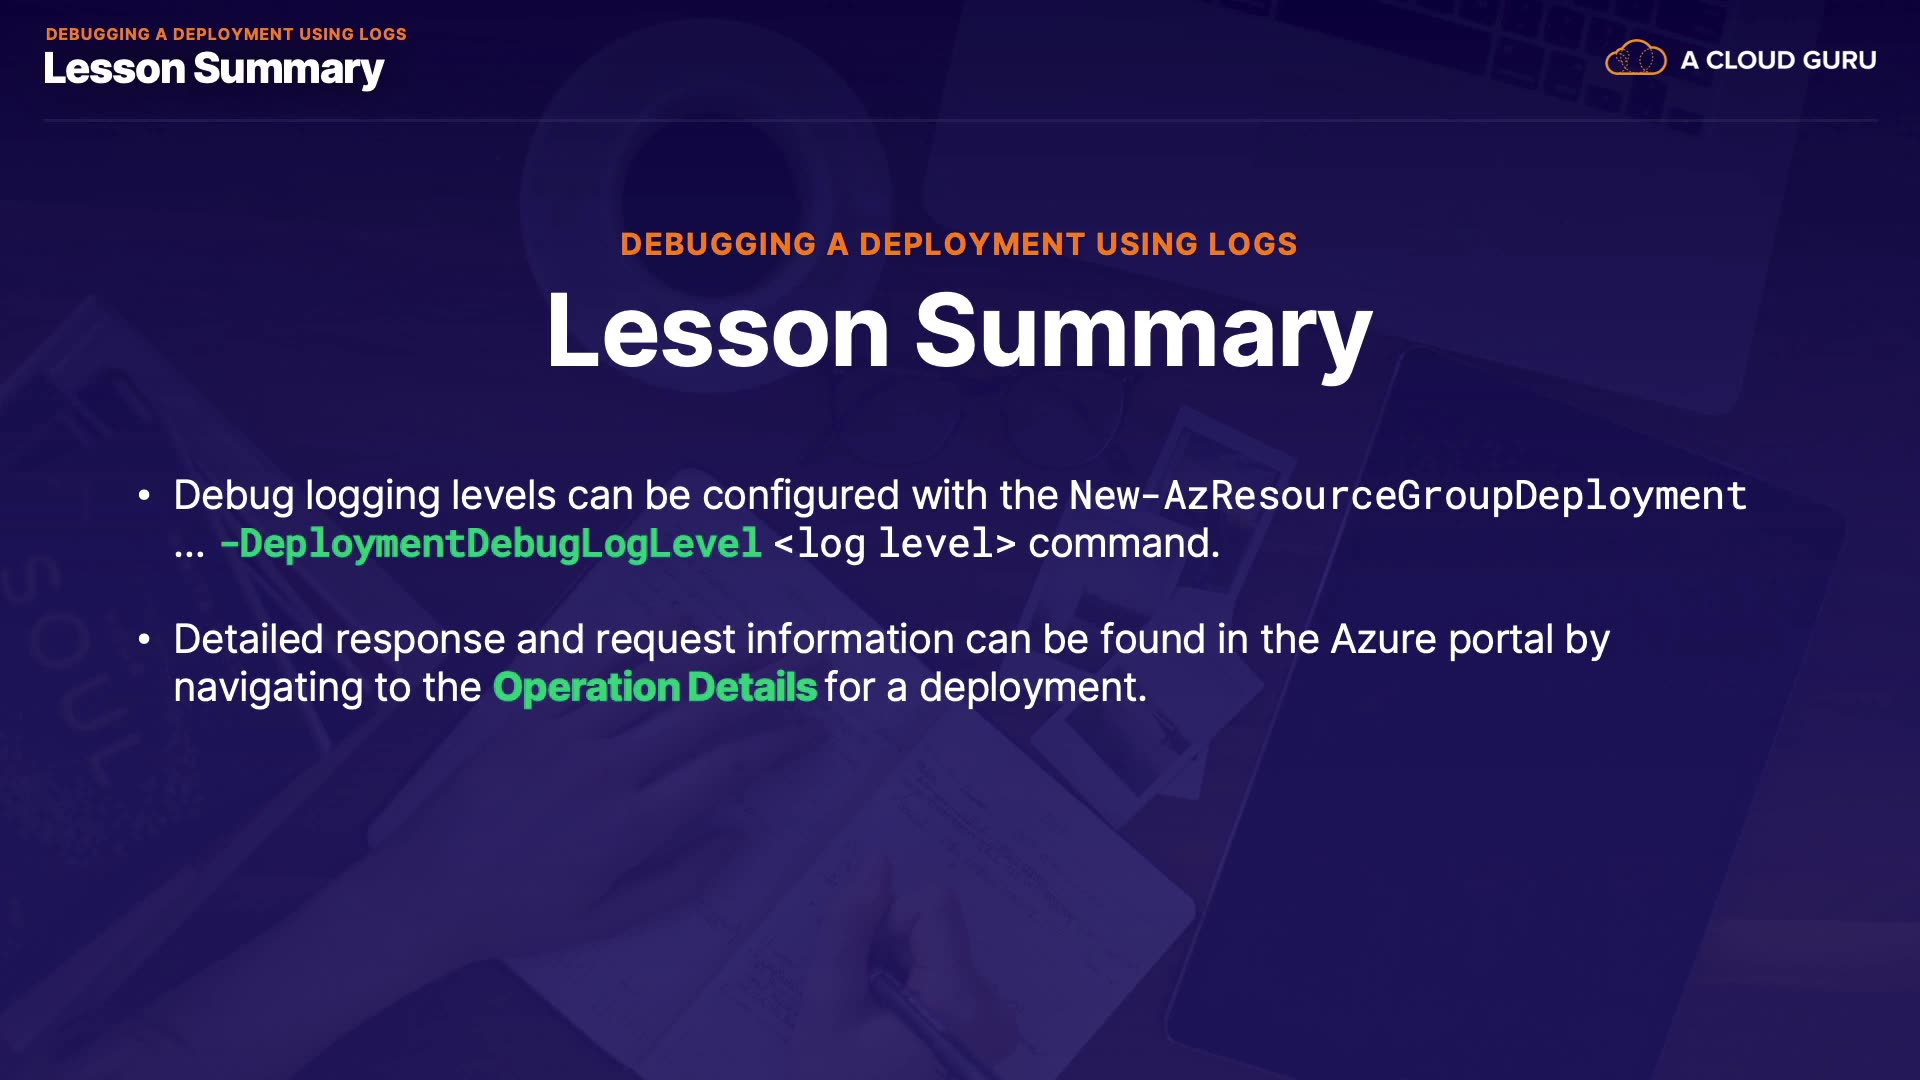 DEBUGGING A DEPLOYMENT USING LOGS
Lesson Summary
A CLOUD GURU
DEBUGGING A DEPLOYMENT USING LOGS
Lesson Summary
• Debug logging levels can be configured with the New-AzResourceGroupDeployment
... -DeploymentDebugLogLevel <log level> command.
• Detailed response and request information can be found in the Azure portal by
navigating to the Operation Details for a deployment.
SOUL